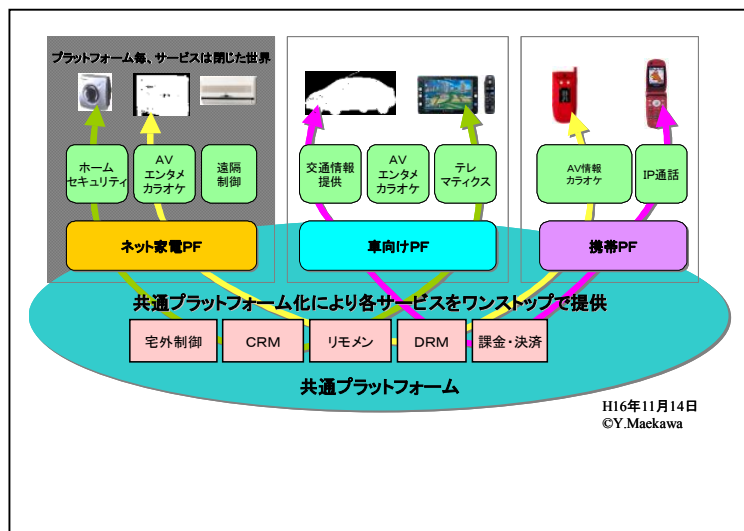 プラットフォーム毎、サービスは閉じた世界
ホーム
セキュリティ
AV
エンタメ
カラオケ
遠隔
制御
交通情報
提供
AV
エンタメ
カラオケ
テレ
マティクス
AV情報
カラオケ
IP通話
ネット家電PF
車向けPF
携帯PF
共通プラットフォーム化により各サービスをワンストップで提供
宅外制御
CRM
リモメン
DRM
課金・決済
共通プラットフォーム
H16年11月14日
©Y.Maekawa